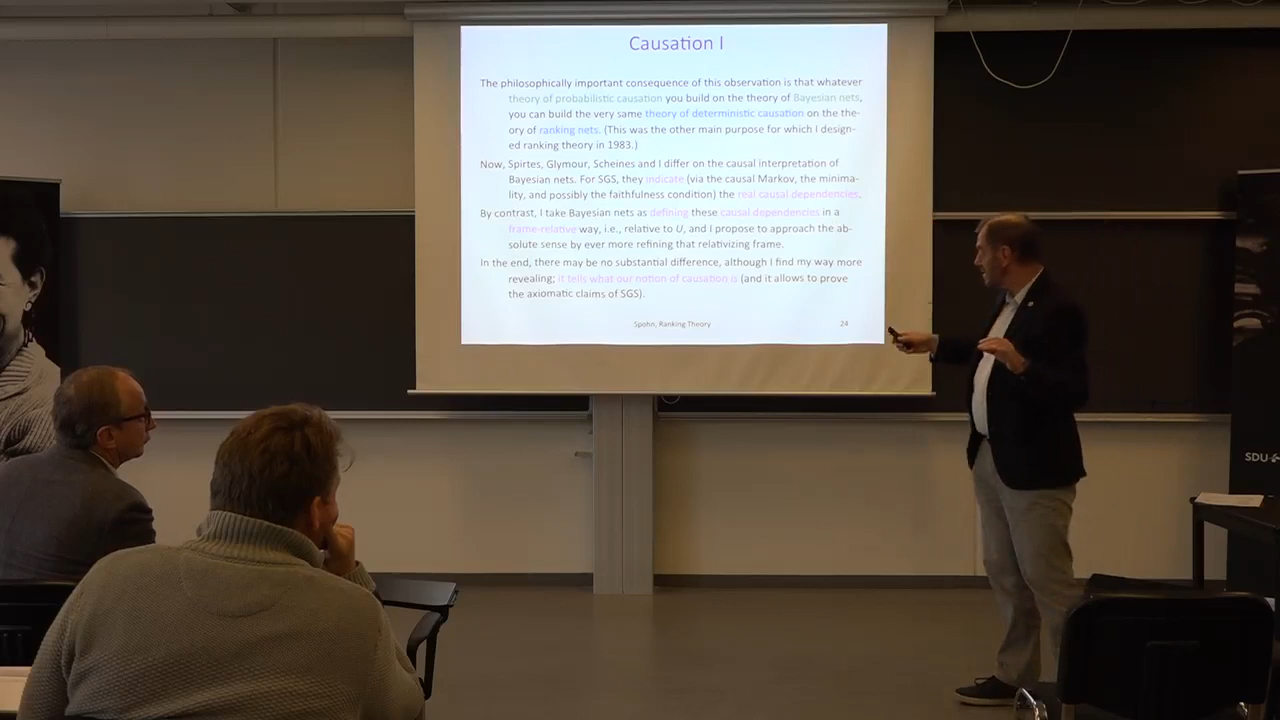 Causation I
The philosophically important consequence of this observation is that whatever
theory of probabilistic causation you build on the theory of Bayesian nets,
you can build the very same theory of deterministic causation on the the-
ory of ranking nets. (This was the other main purpose for which I design-
ed ranking theory in 1983.)
Now, Spirtes, Glymour, Scheines and I differ on the causal interpretation of
Bayesian nets. For SGS, they indicate (via the causal Markov, the minima-
lity, and possibly the faithfulness condition) the real causal dependencies.
By contrast, I take Bayesian nets as defining these causal dependencies in a
frame-relative way, i.e., relative to U, and I propose to approach the ab-
solute sense by ever more refining that relativizing frame.
In the end, there may be no substantial difference, although I find my way more
revealing; it tells what our notion of causation is (and it allows to prove
the axiomatic claims of SGS).
Spohn, Ranking Theory
24
SDU